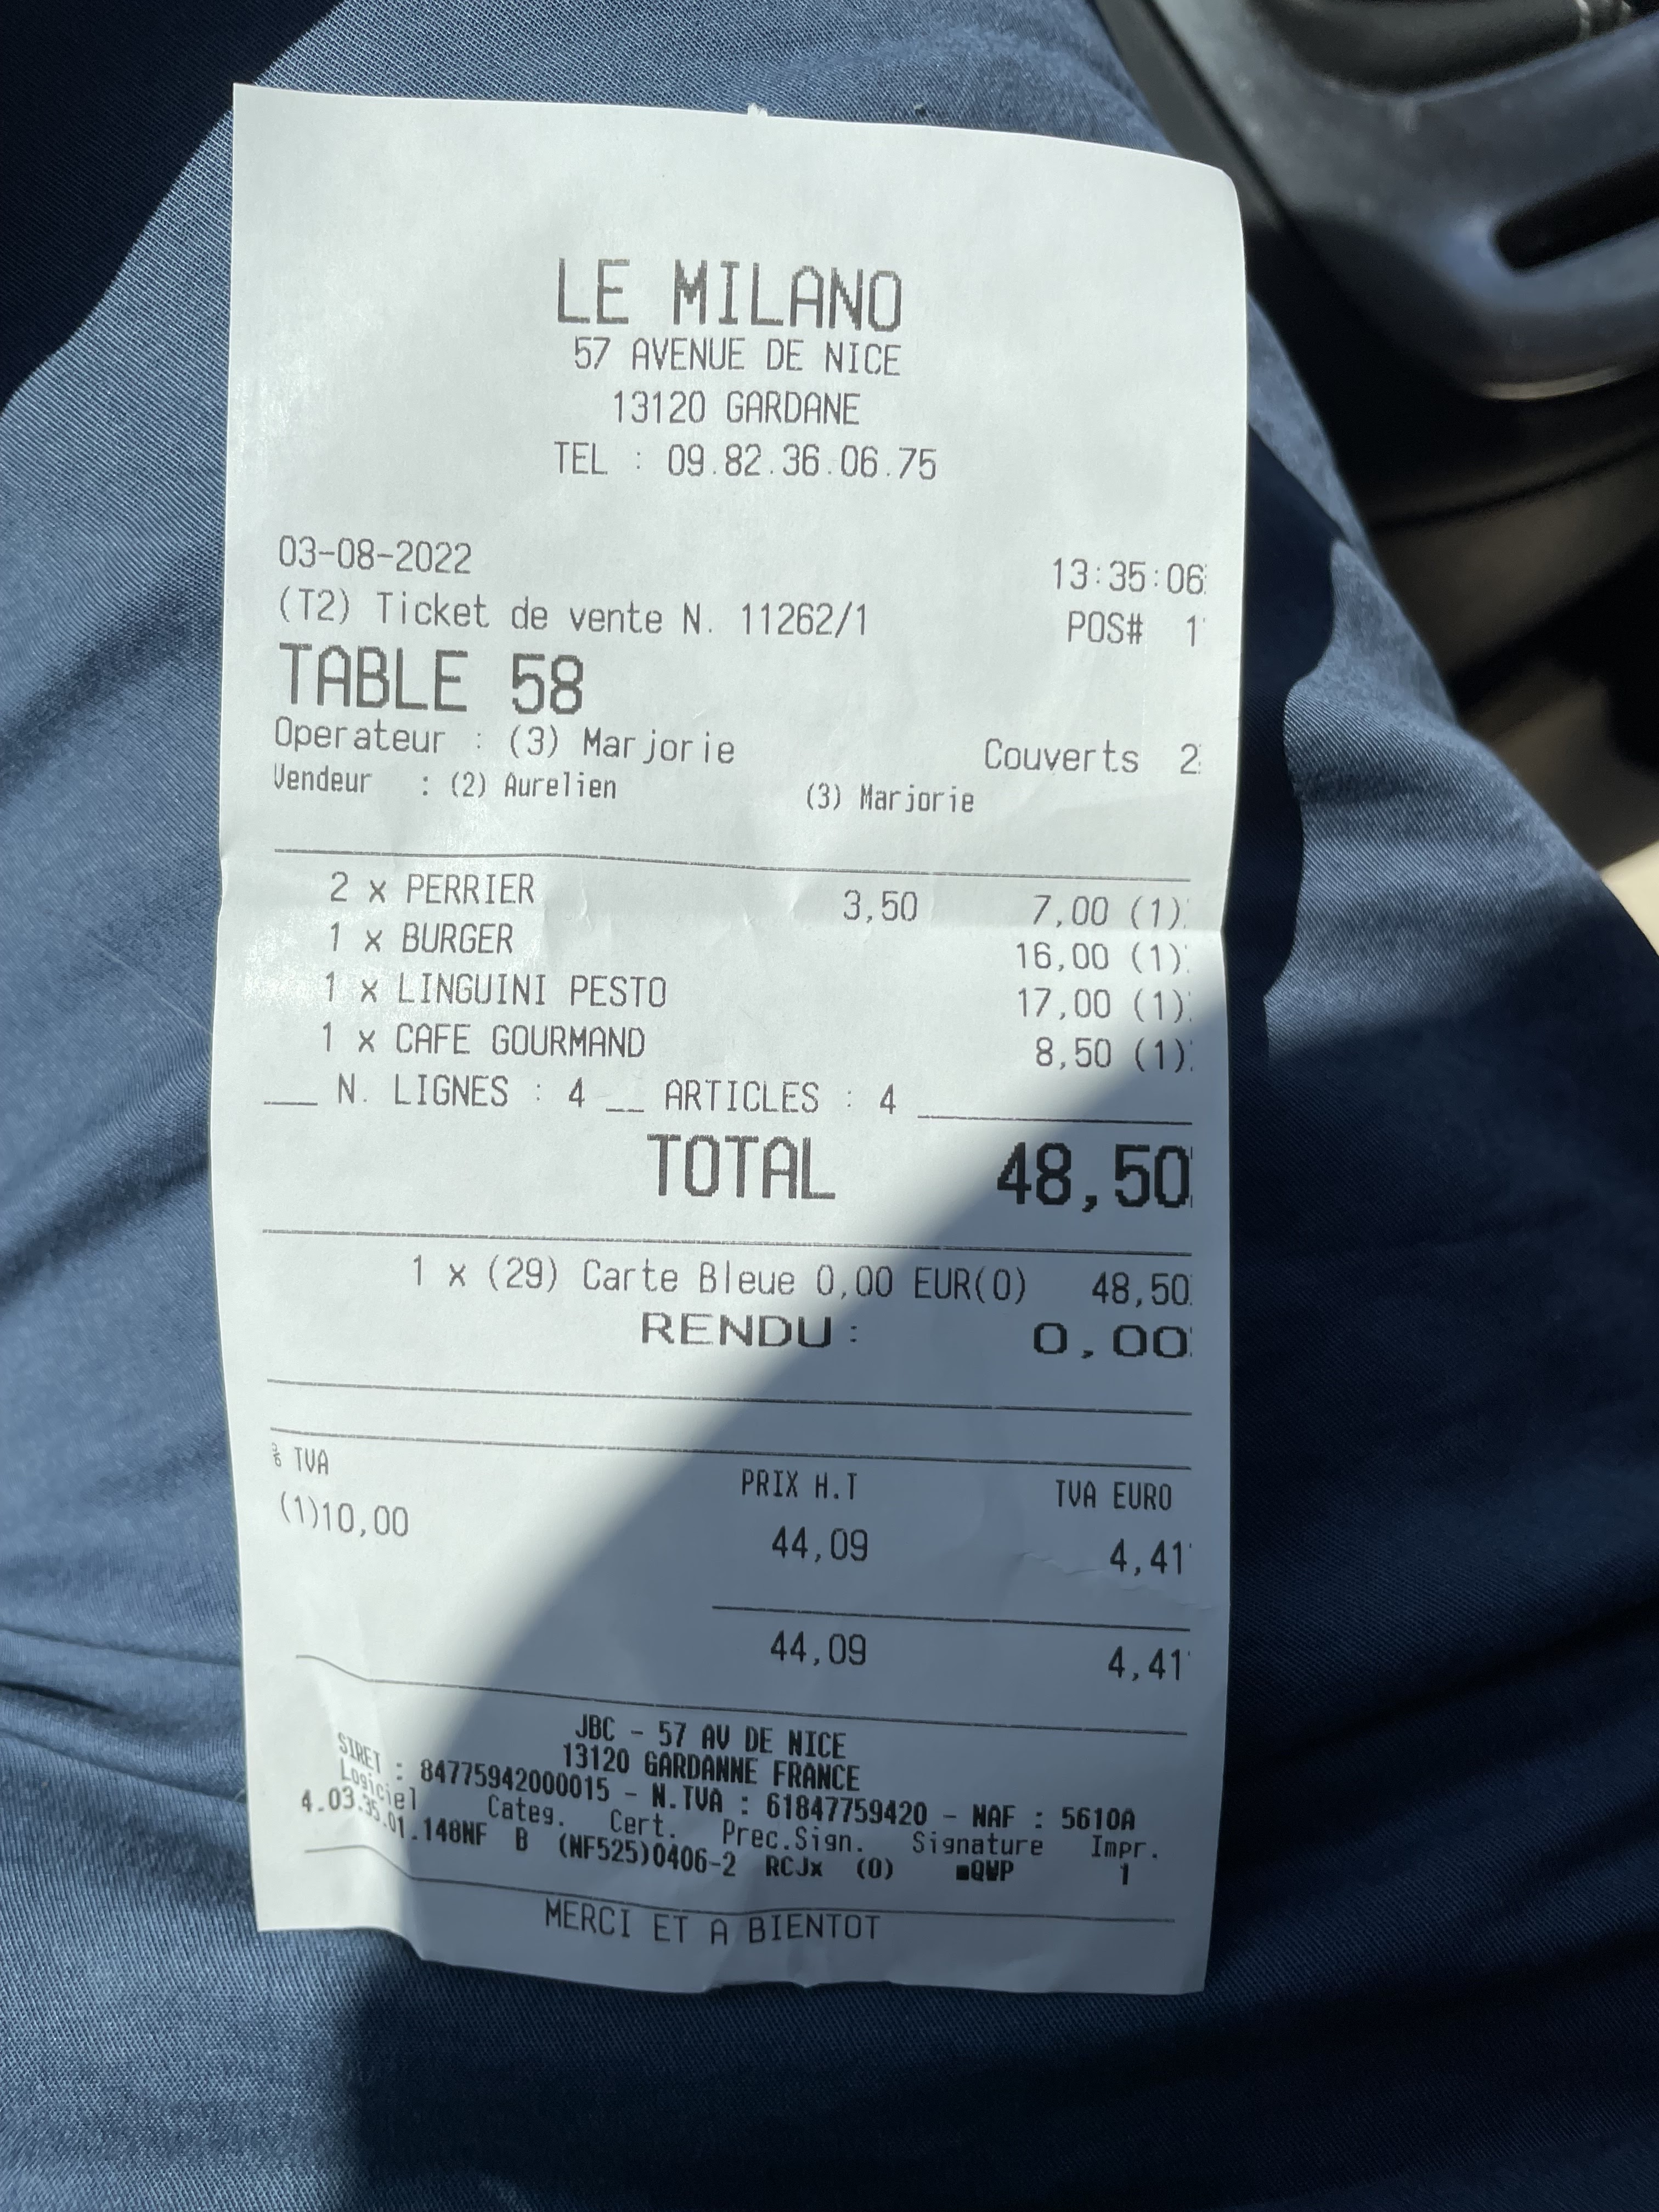 LE MILANO
57 AVENUE DE NICE
13120 GARDANE
TEL : 09.82.36.06.75
03-08-2022 13:35:06
(T2) Ticket de vente N. 11262/1 POS# 1
TABLE 58
Operateur : (3) Marjorie Couverts 2
Vendeur : (2) Aurelien (3) Marjorie
2 x PERRIER 3,50 7,00 (1)
1 x BURGER 16,00 (1)
1 x LINGUINI PESTO 17,00 (1)
1 x CAFE GOURMAND 8,50 (1)
___ N. LIGNES : 4 __ ARTICLES : 4 ___
TOTAL 48,50
1 x (29) Carte Bleue 0,00 EUR(0) 48,50
RENDU : 0,00
% TVA PRIX H.T TVA EURO
(1)10,00 44,09 4,41
44,09 4,41
JBC - 57 AV DE NICE
13120 GARDANNE FRANCE
SIRET : 84775942000015 - N.TVA : 61847759420 - NAF : 5610A
Logiciel Categ. Cert. Prec.Sign. Signature Impr.
4.03.35.01.148NF B (NF525)0406-2 RCJx (0) ■QWP 1
MERCI ET A BIENTOT